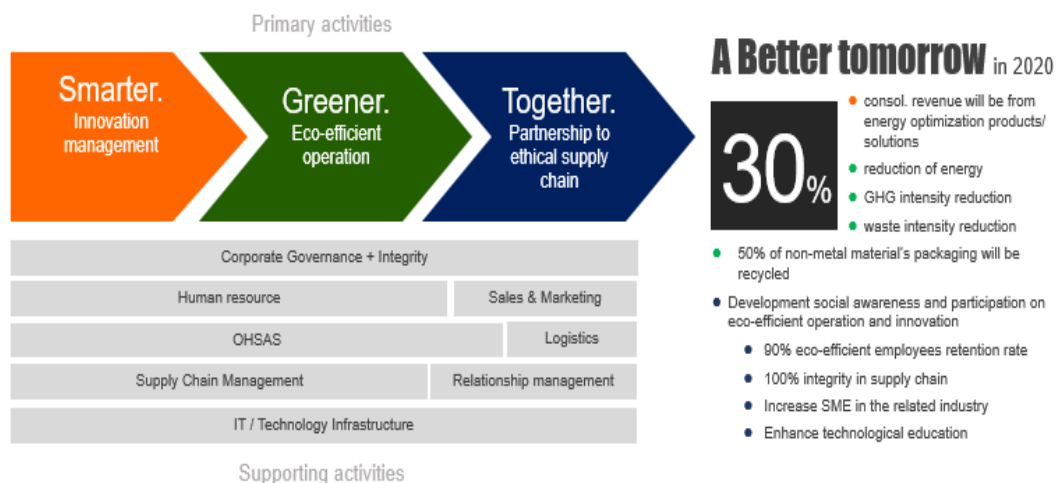 Primary activities
Smarter.
Innovation
management
Greener.
Eco-efficient
operation
Together.
Partnership to
ethical supply
chain
Corporate Governance + Integrity
Human resource
Sales & Marketing
OHSAS
Logistics
Supply Chain Management
Relationship management
IT / Technology Infrastructure
Supporting activities
A Better tomorrow in 2020
30%
consol. revenue will be from
energy optimization products/
solutions
reduction of energy
GHG intensity reduction
waste intensity reduction
50% of non-metal material's packaging will be
recycled
Development social awareness and participation on
eco-efficient operation and innovation
90% eco-efficient employees retention rate
100% integrity in supply chain
Increase SME in the related industry
Enhance technological education